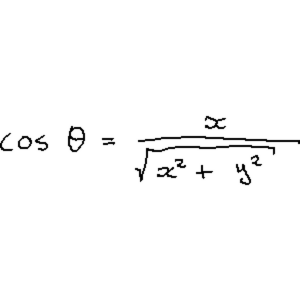 cos θ = x / √(x² + y²)